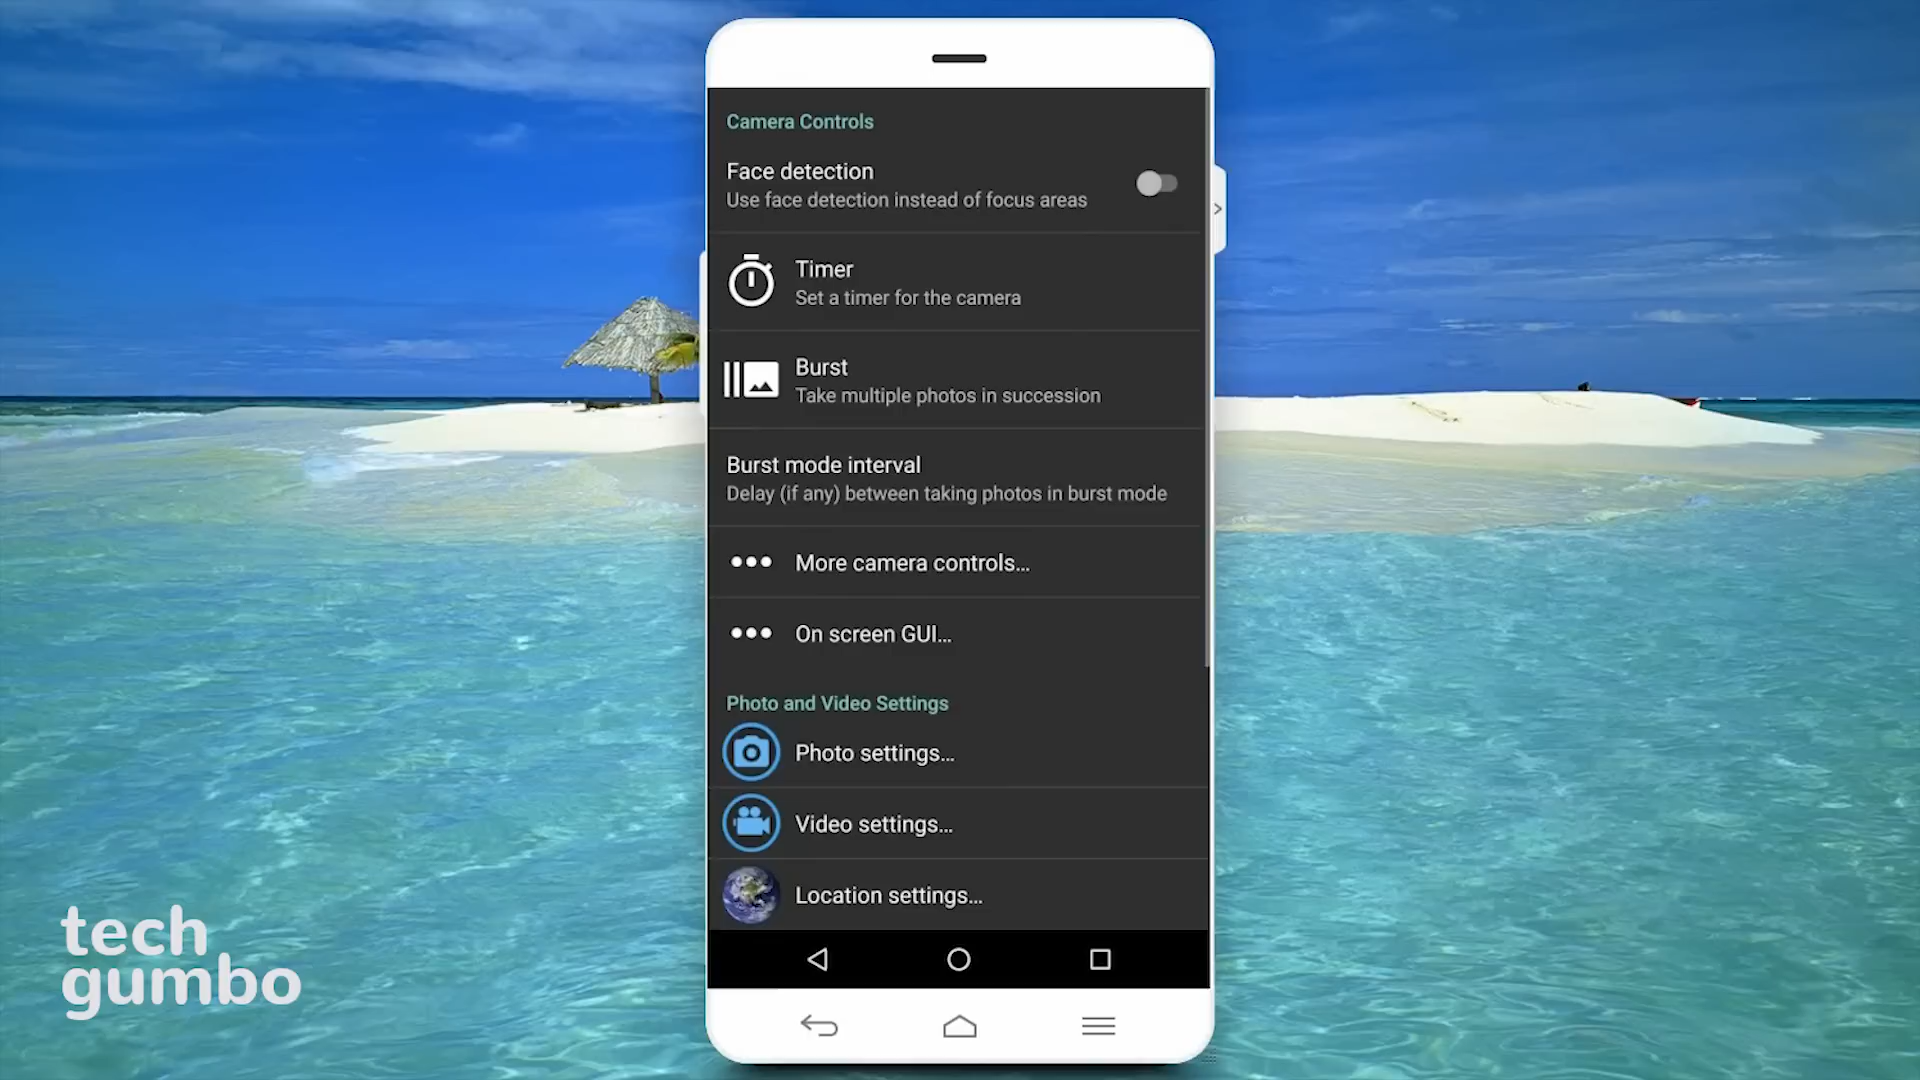 Camera Controls
Face detection
Use face detection instead of focus areas
Timer
Set a timer for the camera
Burst
Take multiple photos in succession
Burst mode interval
Delay (if any) between taking photos in burst mode
More camera controls...
On screen GUI...
Photo and Video Settings
Photo settings...
Video settings...
Location settings...
tech
gumbo